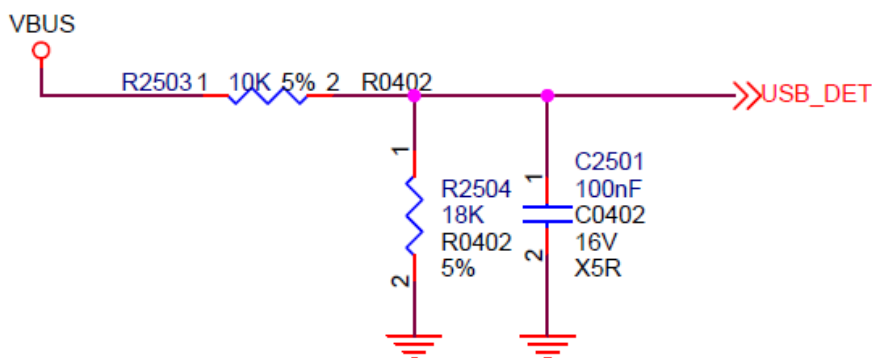 VBUS
R2503 1 10K 5% 2 R0402
USB_DET
1
R2504
18K
R0402
5%
2
1
C2501
100nF
C0402
16V
X5R
2